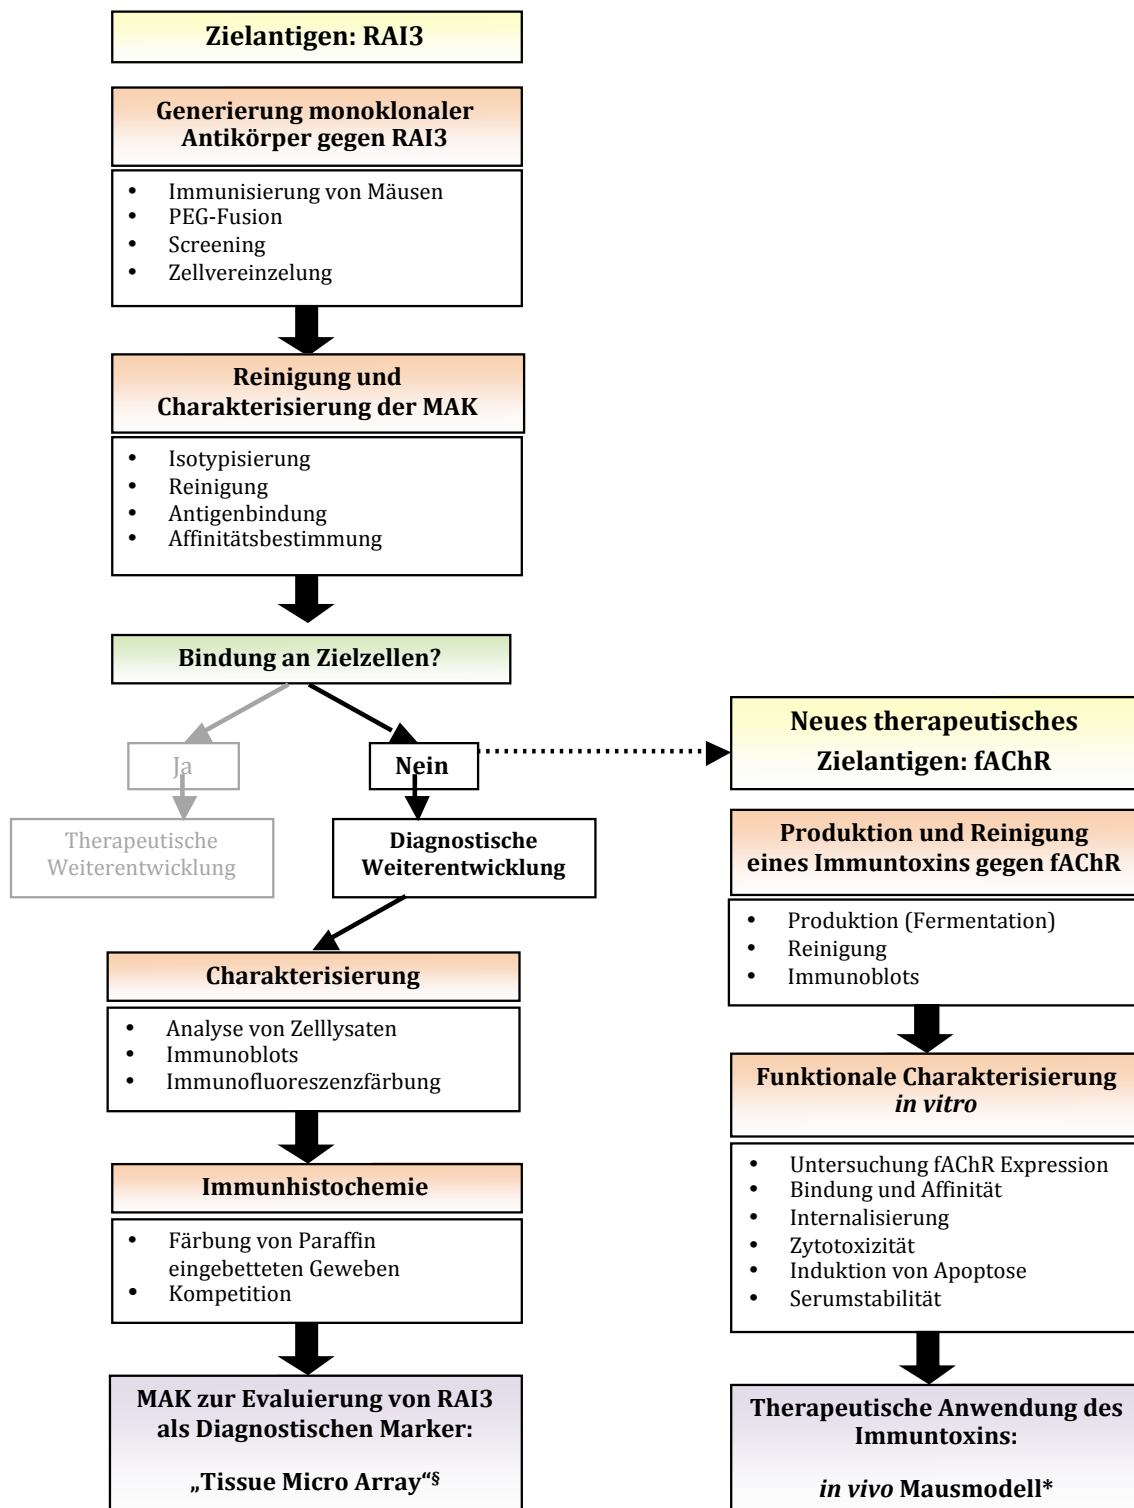 Zielantigen: RAI3
Generierung monoklonaler
Antikörper gegen RAI3
• Immunisierung von Mäusen
• PEG-Fusion
• Screening
• Zellvereinzelung
Reinigung und
Charakterisierung der MAK
• Isotypisierung
• Reinigung
• Antigenbindung
• Affinitätsbestimmung
Bindung an Zielzellen?
Ja
Nein
Therapeutische
Weiterentwicklung
Diagnostische
Weiterentwicklung
Charakterisierung
• Analyse von Zelllysaten
• Immunoblots
• Immunofluoreszenzfärbung
Immunhistochemie
• Färbung von Paraffin
eingebetteten Geweben
• Kompetition
MAK zur Evaluierung von RAI3
als Diagnostischen Marker:
„Tissue Micro Array“§
Neues therapeutisches
Zielantigen: fAChR
Produktion und Reinigung
eines Immuntoxins gegen fAChR
• Produktion (Fermentation)
• Reinigung
• Immunoblots
Funktionale Charakterisierung
in vitro
• Untersuchung fAChR Expression
• Bindung und Affinität
• Internalisierung
• Zytotoxizität
• Induktion von Apoptose
• Serumstabilität
Therapeutische Anwendung des
Immuntoxins:
in vivo Mausmodell*